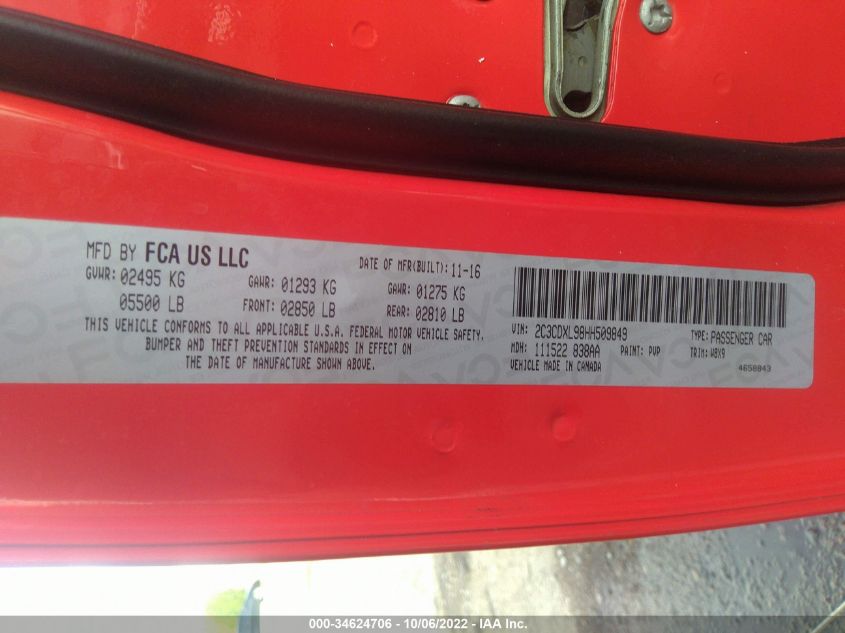 MFD BY FCA US LLC
DATE OF MFR(BUILT): 11-16
GVWR: 02495 KG
GAWR: 01293 KG
GAWR: 01275 KG
05500 LB
FRONT: 02850 LB
REAR: 02810 LB
THIS VEHICLE CONFORMS TO ALL APPLICABLE U.S.A. FEDERAL MOTOR VEHICLE SAFETY,
BUMPER AND THEFT PREVENTION STANDARDS IN EFFECT ON
THE DATE OF MANUFACTURE SHOWN ABOVE.
VIN: 2C3CDXL98HH509849
TYPE: PASSENGER CAR
MDH: 111522 838AA
PAINT: PVP
TRIM: W8X9
VEHICLE MADE IN CANADA
4658843
000-34624706 - 10/06/2022 - IAA Inc.